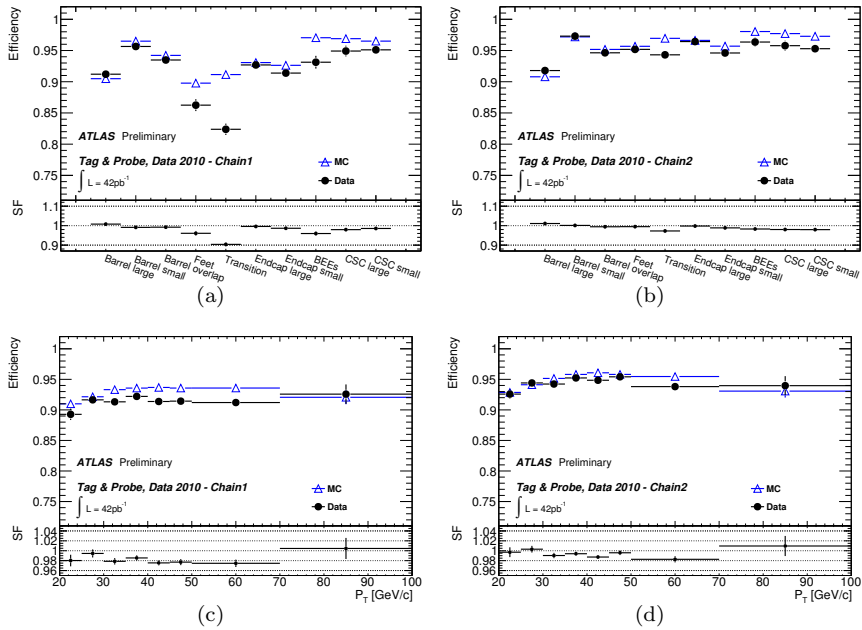 Efficiency
1
0.95
0.9
0.85
0.8
0.75
ATLAS Preliminary
Tag & Probe, Data 2010 - Chain1
∫ L = 42pb⁻¹
MC
Data
SF
1.1
1
0.9
Barrel large
Barrel small
Barrel overlap
Feet
Transition
Endcap large
Endcap small
BEEs
CSC large
CSC small
(a)
Efficiency
1
0.95
0.9
0.85
0.8
0.75
ATLAS Preliminary
Tag & Probe, Data 2010 - Chain2
∫ L = 42pb⁻¹
MC
Data
SF
1.1
1
0.9
Barrel large
Barrel small
Barrel overlap
Feet
Transition
Endcap large
Endcap small
BEEs
CSC large
CSC small
(b)
Efficiency
1
0.95
0.9
0.85
0.8
0.75
ATLAS Preliminary
Tag & Probe, Data 2010 - Chain1
∫ L = 42pb⁻¹
MC
Data
SF
1.04
1.02
1
0.98
0.96
20 30 40 50 60 70 80 90 100
P_T [GeV/c]
(c)
Efficiency
1
0.95
0.9
0.85
0.8
0.75
ATLAS Preliminary
Tag & Probe, Data 2010 - Chain2
∫ L = 42pb⁻¹
MC
Data
SF
1.04
1.02
1
0.98
0.96
20 30 40 50 60 70 80 90 100
P_T [GeV/c]
(d)